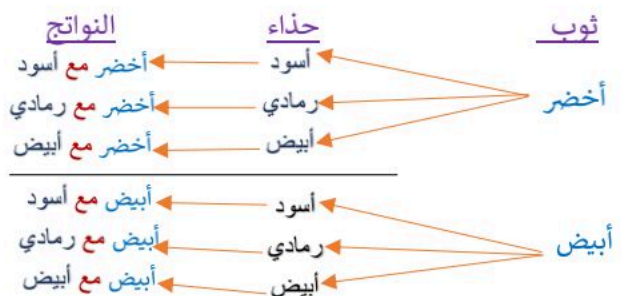 ثوب حذاء النواتج
أسود أخضر مع أسود
أخضر رمادي أخضر مع رمادي
أبيض أخضر مع أبيض
أسود أبيض مع أسود
أبيض رمادي أبيض مع رمادي
أبيض أبيض مع أبيض